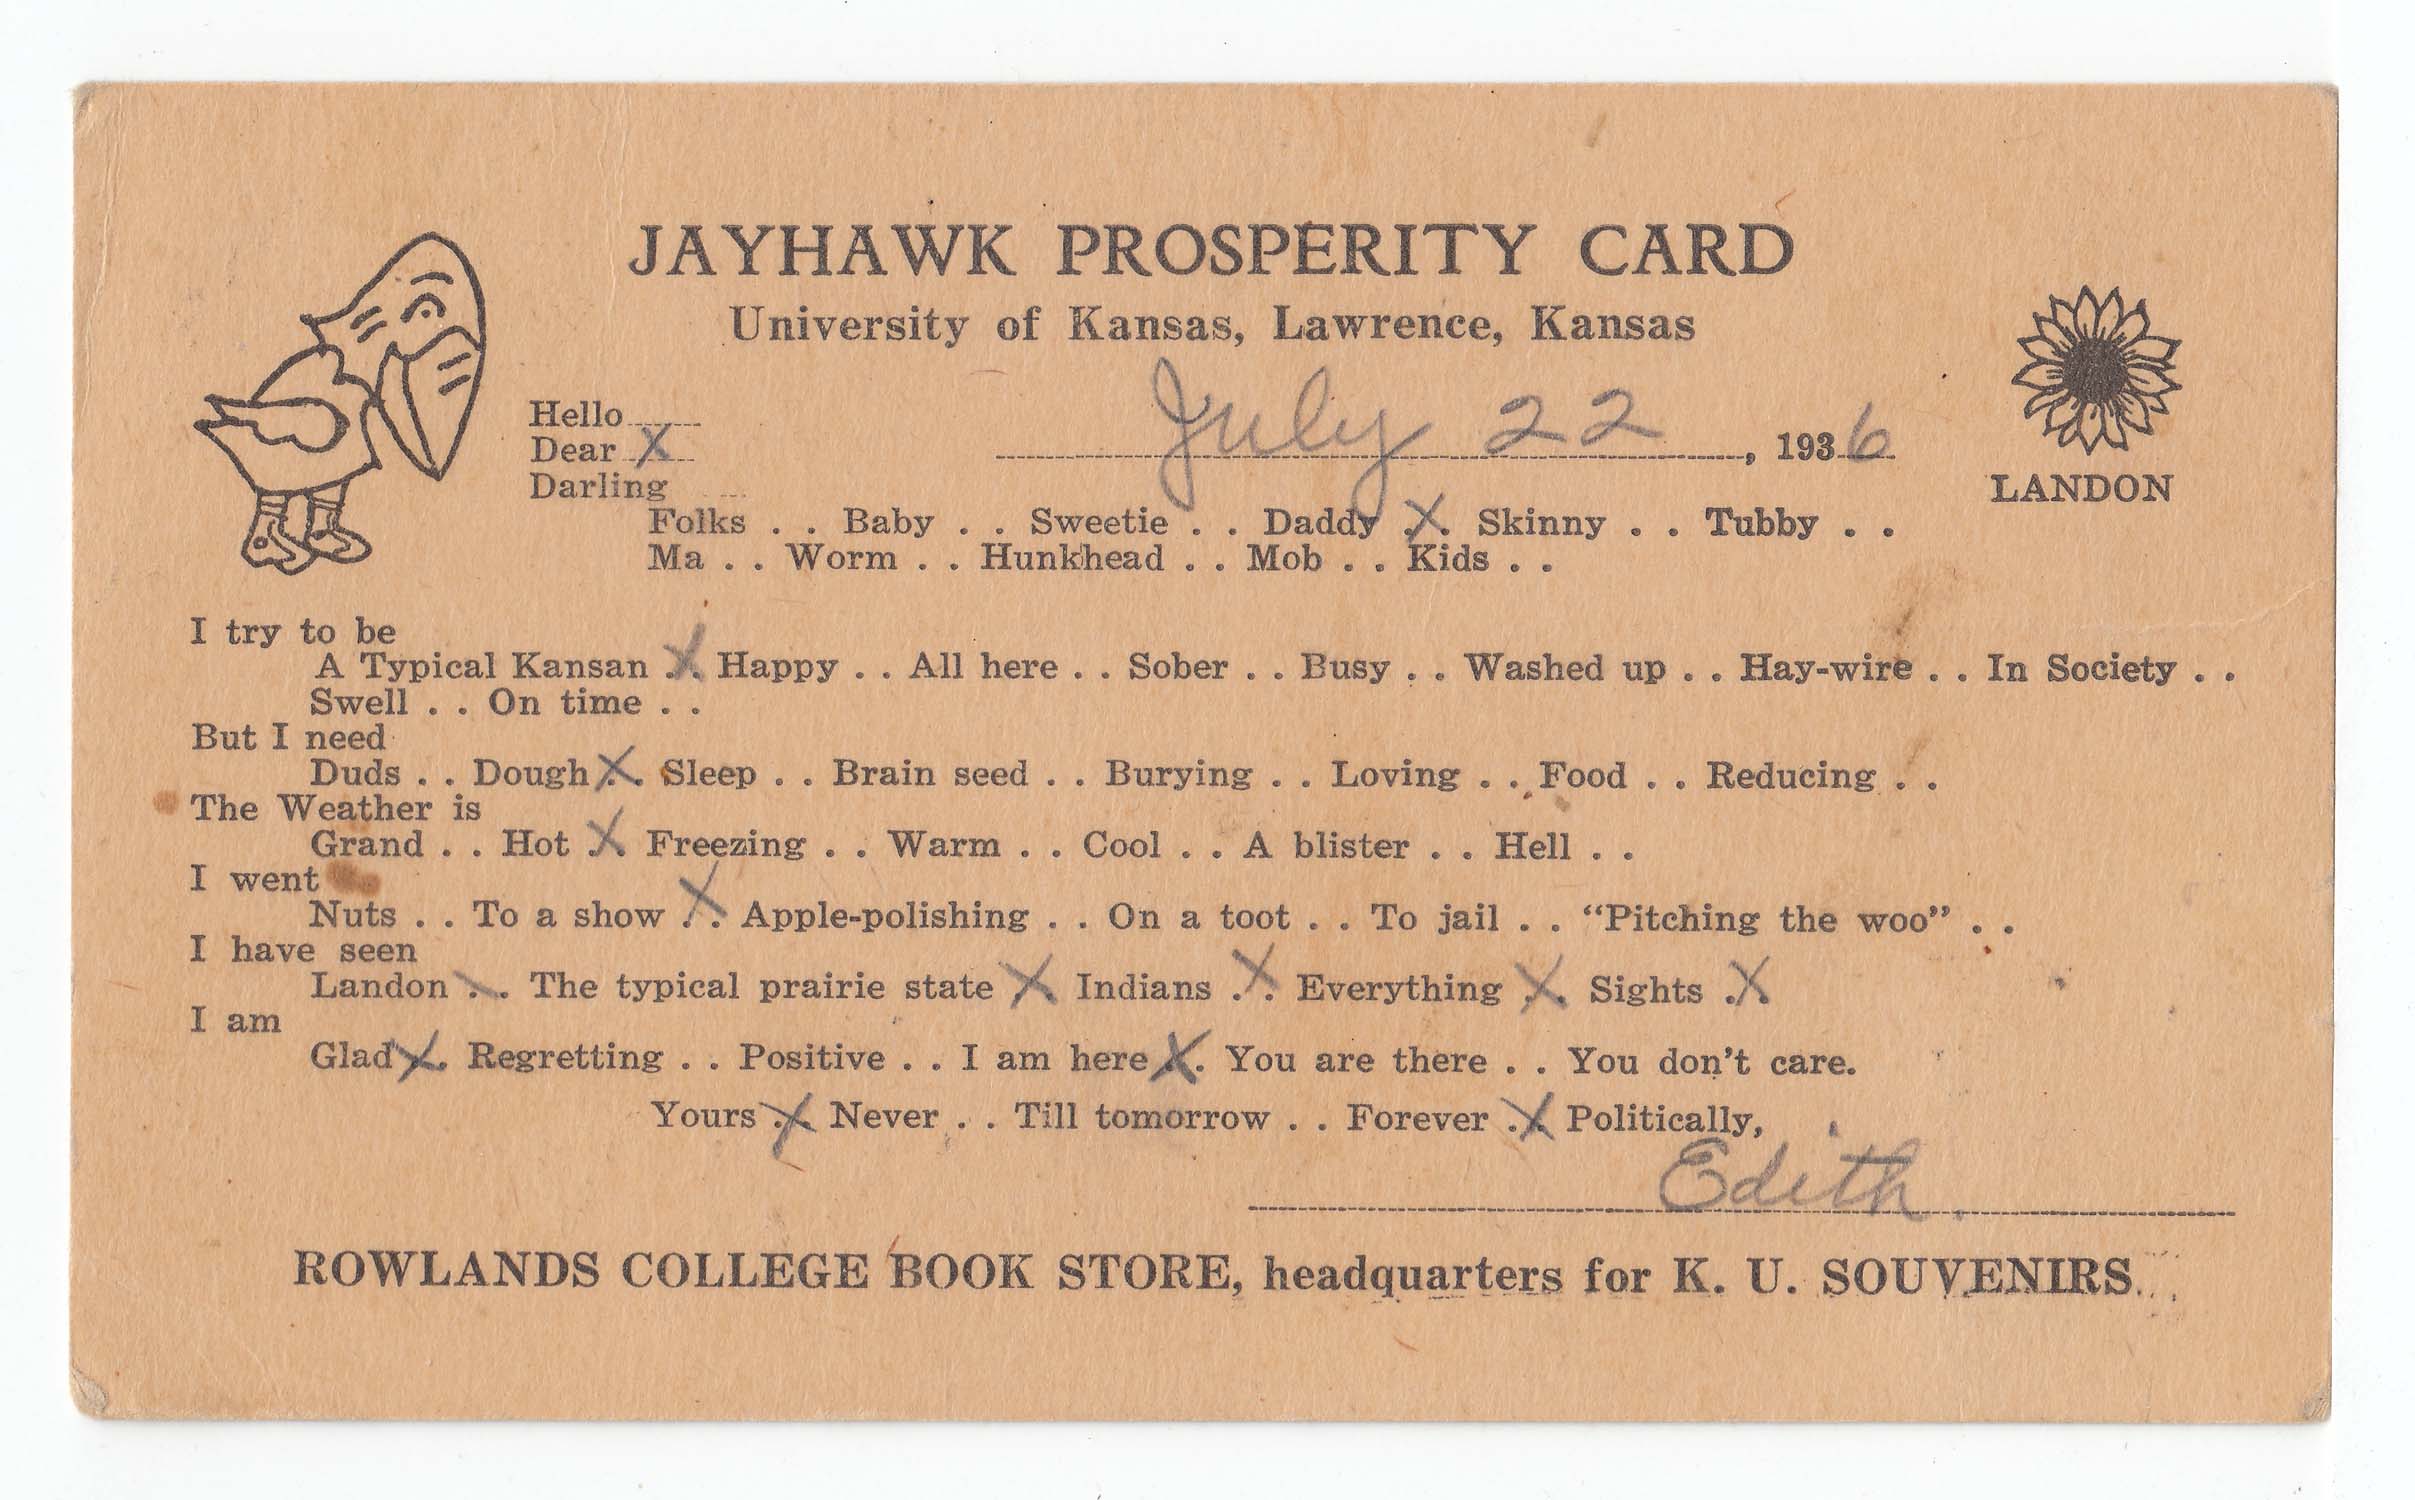 JAYHAWK PROSPERITY CARD
University of Kansas, Lawrence, Kansas
Hello
Dear X
July 22, 1936
Darling
LANDON
Folks . . Baby . . Sweetie . . Daddy X Skinny . . Tubby . .
Ma . . Worm . . Hunkhead . . Mob . . Kids . .
I try to be
A Typical Kansan X Happy . . All here . . Sober . . Busy . . Washed up . . Hay-wire . . In Society . .
Swell . . On time . .
But I need
Duds . . Dough X Sleep . . Brain seed . . Burying . . Loving . . Food . . Reducing . .
The Weather is
Grand . . Hot X Freezing . . Warm . . Cool . . A blister . . Hell . .
I went
Nuts . . To a show X Apple-polishing . . On a toot . . To jail . . “Pitching the woo” . .
I have seen
Landon . . The typical prairie state X Indians X Everything X Sights X
I am
Glad X Regretting . . Positive . . I am here X You are there . . You don't care.
Yours X Never . . Till tomorrow . . Forever X Politically,
Edith.
ROWLANDS COLLEGE BOOK STORE, headquarters for K. U. SOUVENIRS